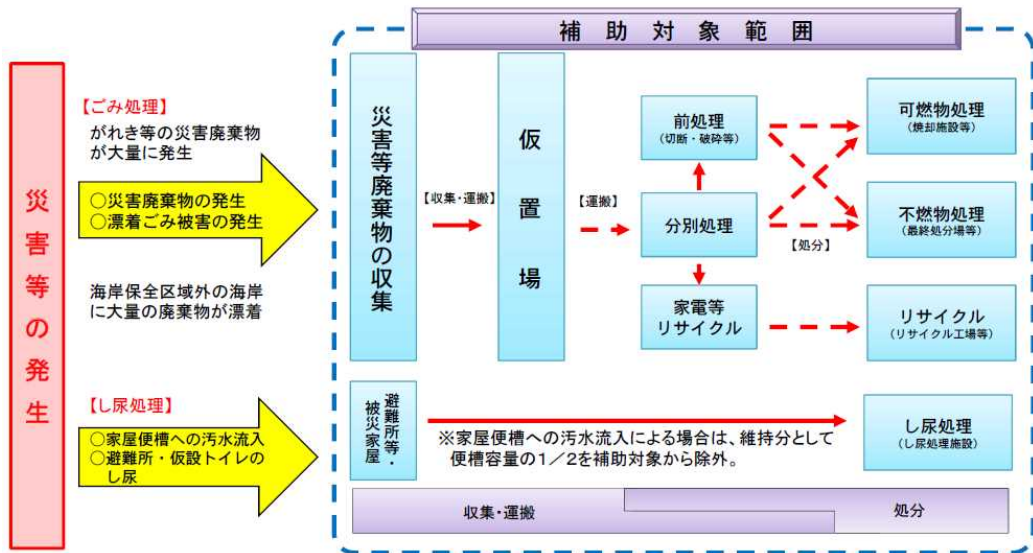 補助対象範囲
災害等の発生
【ごみ処理】
がれき等の災害廃棄物
が大量に発生
○災害廃棄物の発生
○漂着ごみ被害の発生
海岸保全区域外の海岸
に大量の廃棄物が漂着
【し尿処理】
○家屋便槽への汚水流入
○避難所・仮設トイレの
し尿
災害等廃棄物の収集
【収集・運搬】
仮置場
【運搬】
前処理
(切断・破砕等)
分別処理
家電等
リサイクル
【処分】
可燃物処理
(焼却施設等)
不燃物処理
(最終処分場等)
リサイクル
(リサイクル工場等)
避難所等・
被災家屋
※家屋便槽への汚水流入による場合は、維持分として
便槽容量の1/2を補助対象から除外。
し尿処理
(し尿処理施設)
収集・運搬
処分